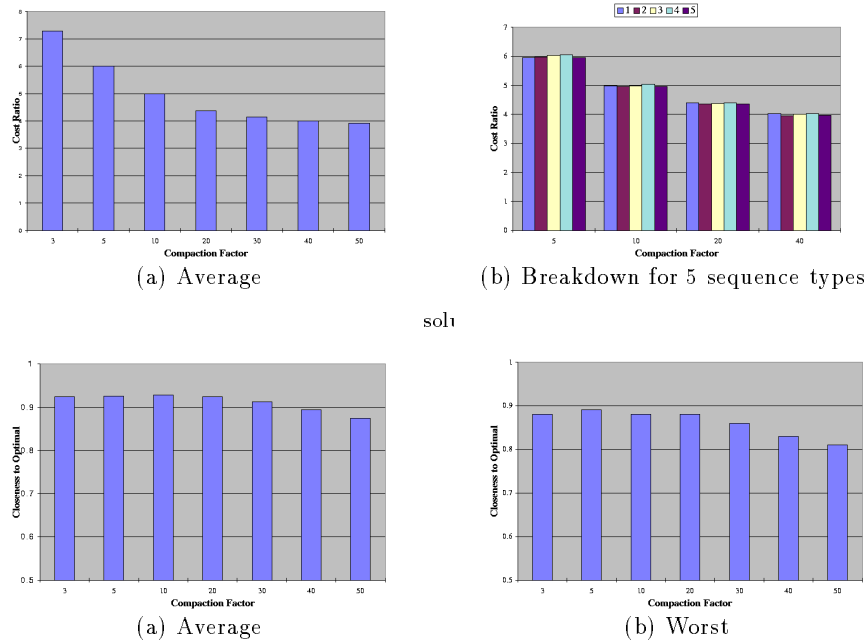 8
7
6
5
4
3
2
1
0
Cost Ratio
3 5 10 20 30 40 50
Compaction Factor
(a) Average
1 2 3 4 5
7
6
5
4
3
2
1
0
Cost Ratio
5 10 20 40
Compaction Factor
(b) Breakdown for 5 sequence types
1
0.9
0.8
0.7
0.6
0.5
Closeness to Optimal
3 5 10 20 30 40 50
Compaction Factor
(a) Average
1
0.9
0.8
0.7
0.6
0.5
Closeness to Optimal
3 5 10 20 30 40 50
Compaction Factor
(b) Worst